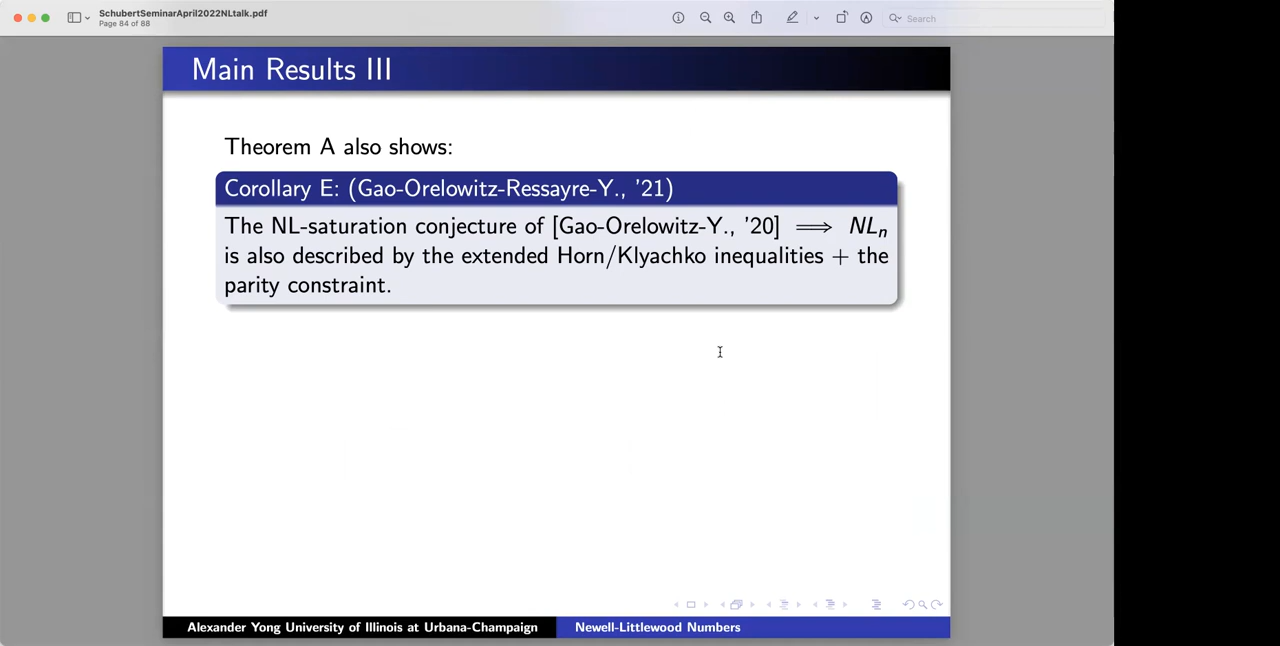 SchubertSeminarApril2022NLtalk.pdf
Page 84 of 88
Search
Main Results III
Theorem A also shows:
Corollary E: (Gao-Orelowitz-Ressayre-Y., '21)
The NL-saturation conjecture of [Gao-Orelowitz-Y., '20] ⟹ NLₙ
is also described by the extended Horn/Klyachko inequalities + the
parity constraint.
Alexander Yong University of Illinois at Urbana-Champaign
Newell-Littlewood Numbers